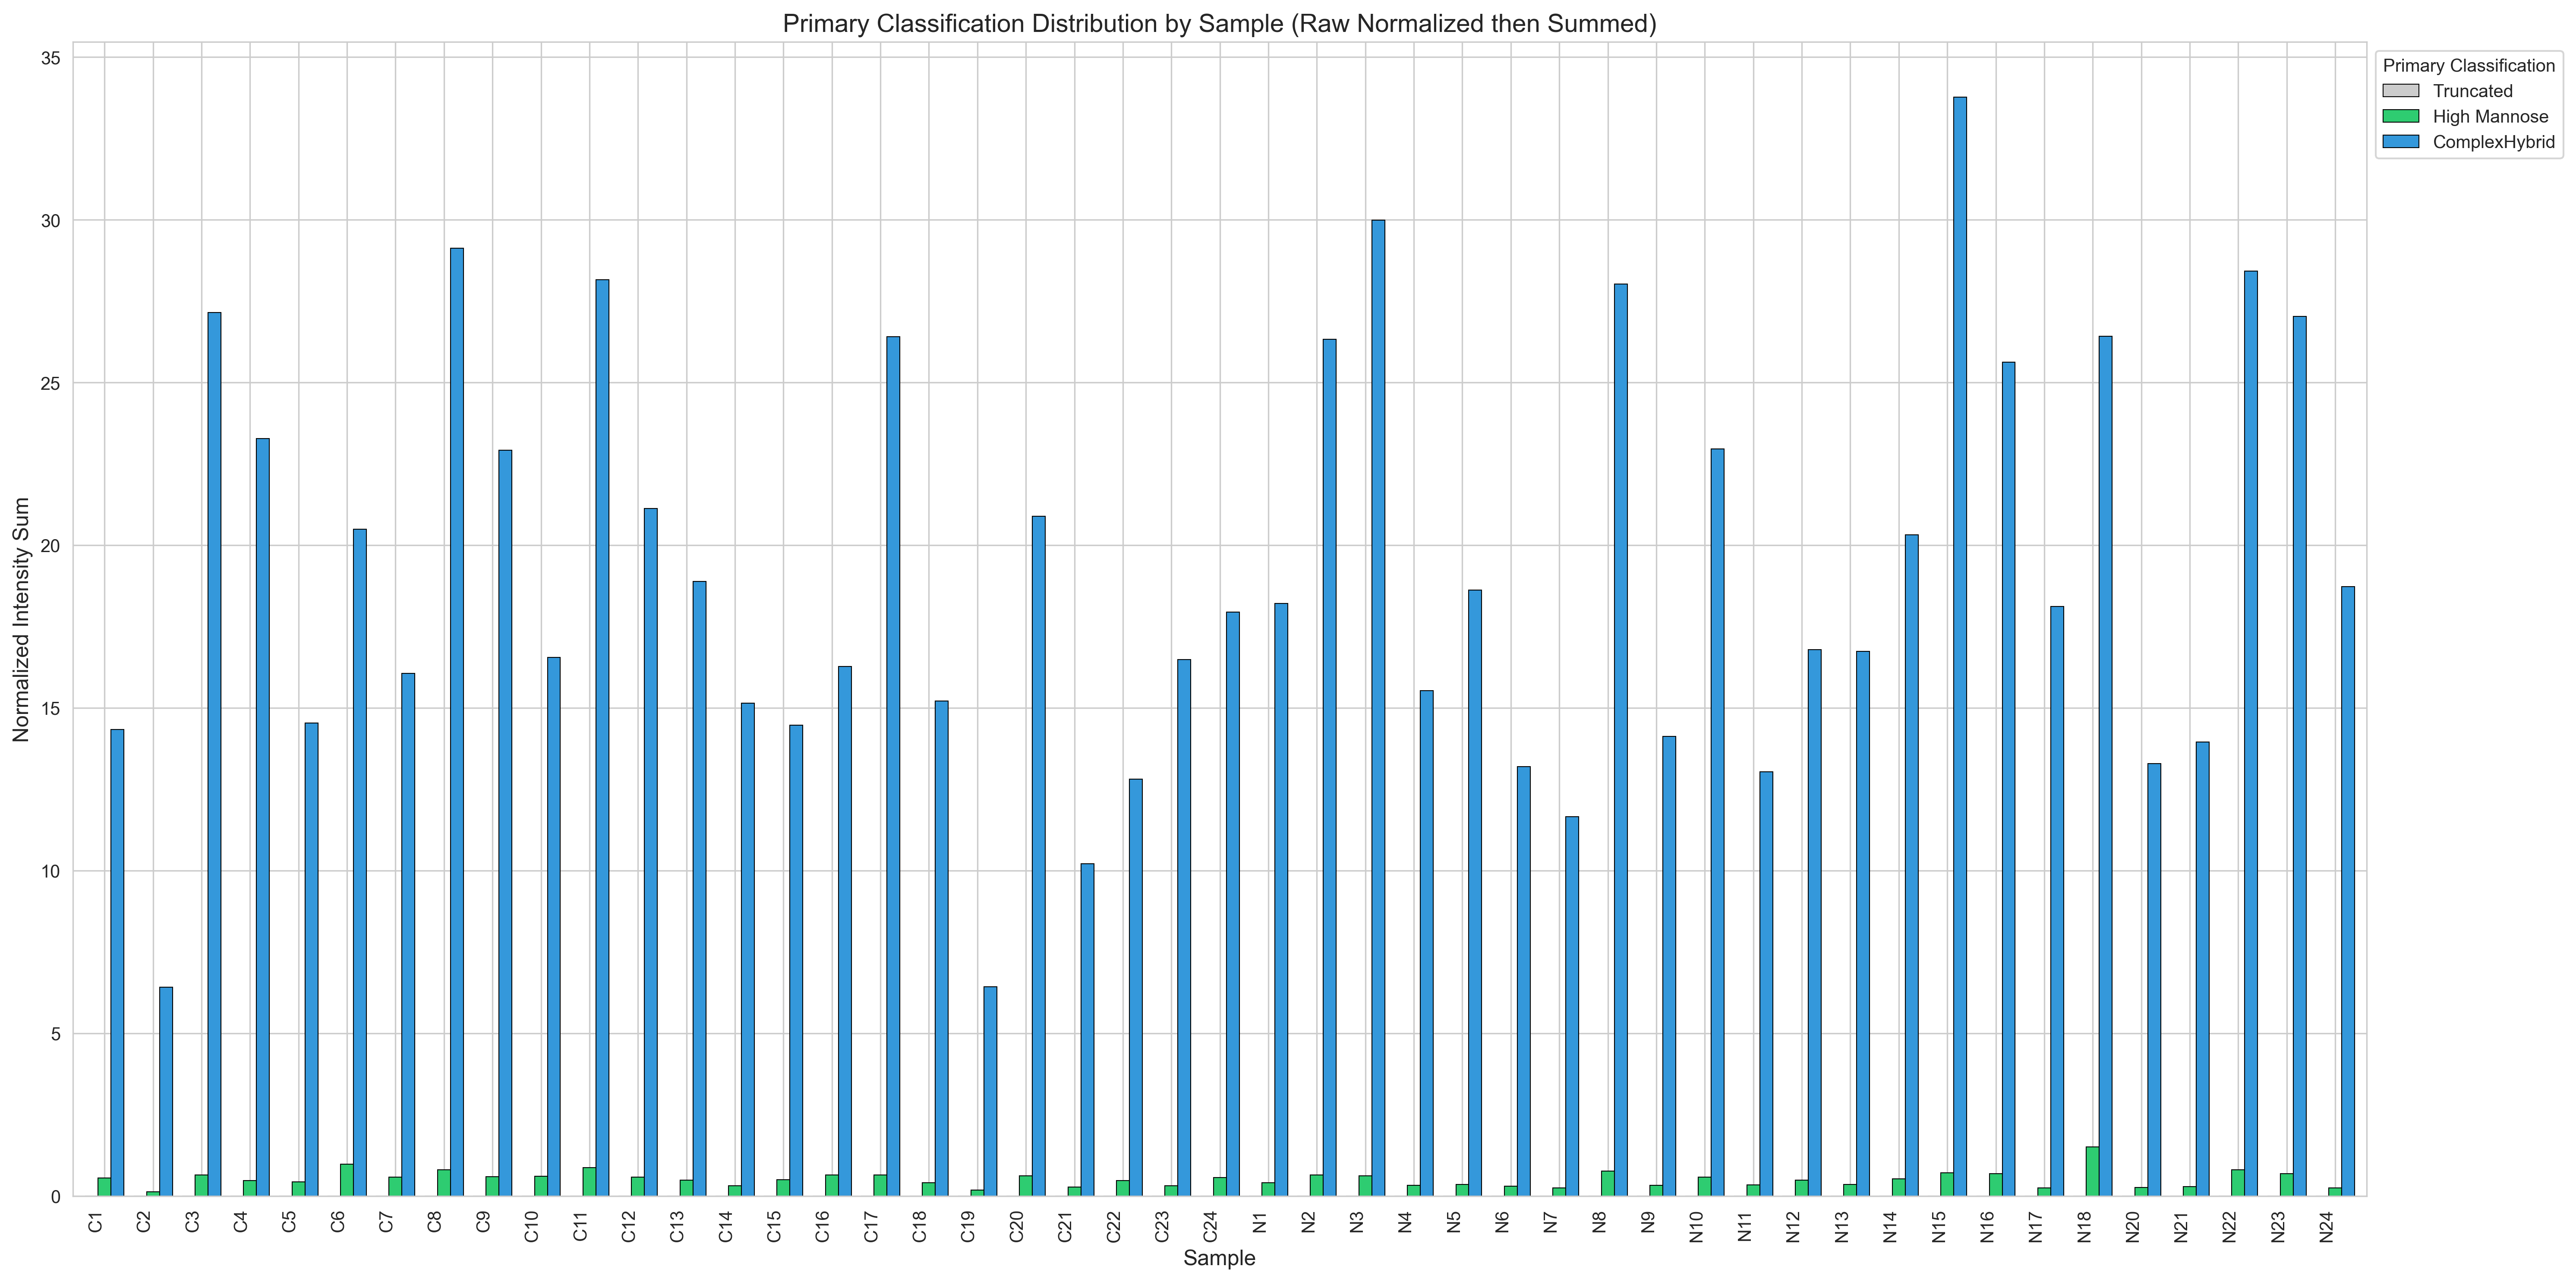 Primary Classification Distribution by Sample (Raw Normalized then Summed)
Primary Classification
Truncated
High Mannose
ComplexHybrid
Normalized Intensity Sum
35
30
25
20
15
10
5
0
C1 C2 C3 C4 C5 C6 C7 C8 C9 C10 C11 C12 C13 C14 C15 C16 C17 C18 C19 C20 C21 C22 C23 C24 N1 N2 N3 N4 N5 N6 N7 N8 N9 N10 N11 N12 N13 N14 N15 N16 N17 N18 N20 N21 N22 N23 N24
Sample